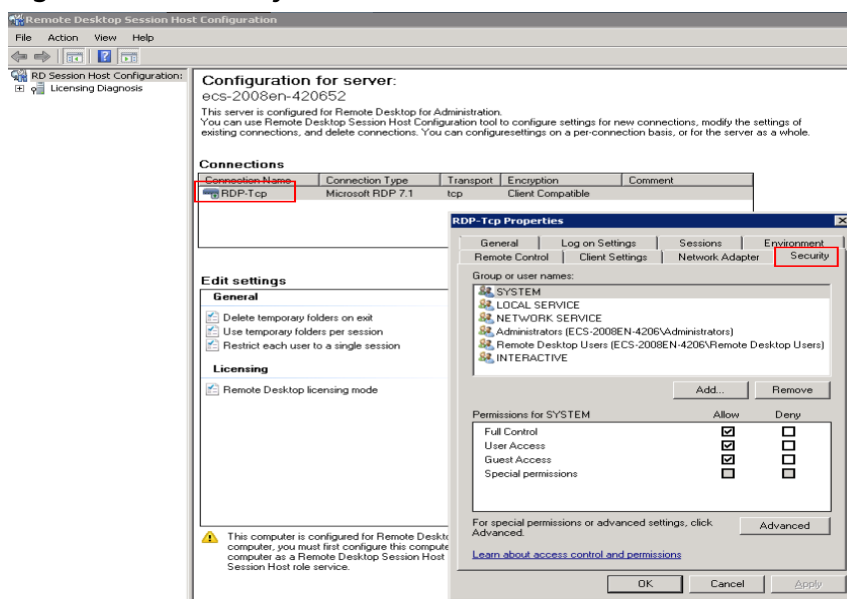 Remote Desktop Session Host Configuration
File Action View Help
RD Session Host Configuration:
Licensing Diagnosis
Configuration for server:
ecs-2008en-420652
This server is configured for Remote Desktop for Administration.
You can use Remote Desktop Session Host Configuration tool to configure settings for new connections, modify the settings of
existing connections, and delete connections. You can configuresettings on a per-connection basis, or for the server as a whole.
Connections
Connection Name Connection Type Transport Encryption Comment
RDP-Tcp Microsoft RDP 7.1 tcp Client Compatible
Edit settings
General
Delete temporary folders on exit
Use temporary folders per session
Restrict each user to a single session
Licensing
Remote Desktop licensing mode
This computer is configured for Remote Deskto
computer, you must first configure this compute
computer as a Remote Desktop Session Host
Session Host role service.
RDP-Tcp Properties
General Log on Settings Sessions Environment
Remote Control Client Settings Network Adapter Security
Group or user names:
SYSTEM
LOCAL SERVICE
NETWORK SERVICE
Administrators (ECS-2008EN-4206\Administrators)
Remote Desktop Users (ECS-2008EN-4206\Remote Desktop Users)
INTERACTIVE
Add... Remove
Permissions for SYSTEM Allow Deny
Full Control
User Access
Guest Access
Special permissions
For special permissions or advanced settings, click
Advanced.
Advanced
Learn about access control and permissions
OK Cancel Apply